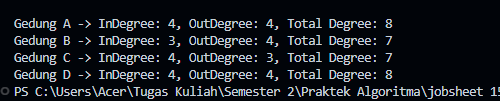 Gedung A -> InDegree: 4, OutDegree: 4, Total Degree: 8
Gedung B -> InDegree: 3, OutDegree: 4, Total Degree: 7
Gedung C -> InDegree: 4, OutDegree: 3, Total Degree: 7
Gedung D -> InDegree: 4, OutDegree: 4, Total Degree: 8
PS C:\Users\Acer\Tugas Kuliah\Semester 2\Praktek Algoritma\jobsheet 15